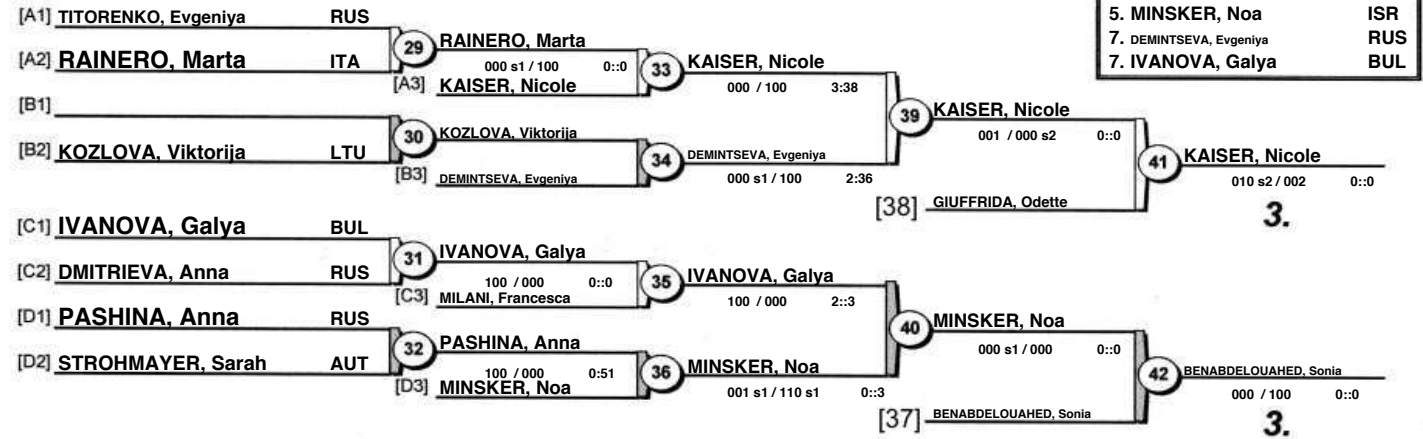 [A1] TITORENKO, Evgeniya RUS
[A2] RAINERO, Marta ITA
29
RAINERO, Marta
000 s1 / 100 0::0
[A3] KAISER, Nicole
33
KAISER, Nicole
000 / 100 3:38
[B1]
[B2] KOZLOVA, Viktorija LTU
30
KOZLOVA, Viktorija
[B3] DEMINTSEVA, Evgeniya
34
DEMINTSEVA, Evgeniya
000 s1 / 100 2:36
39
KAISER, Nicole
001 / 000 s2 0::0
[38] GIUFFRIDA, Odette
41
KAISER, Nicole
010 s2 / 002 0::0
3.
[C1] IVANOVA, Galya BUL
[C2] DMITRIEVA, Anna RUS
31
IVANOVA, Galya
100 / 000 0::0
[C3] MILANI, Francesca
35
IVANOVA, Galya
100 / 000 2::3
[D1] PASHINA, Anna RUS
[D2] STROHMAYER, Sarah AUT
32
PASHINA, Anna
100 / 000 0:51
[D3] MINSKER, Noa
36
MINSKER, Noa
001 s1 / 110 s1 0::3
40
MINSKER, Noa
000 s1 / 000 0::0
[37] BENABDELOUAHED, Sonia
42
BENABDELOUAHED, Sonia
000 / 100 0::0
3.
5. MINSKER, Noa ISR
7. DEMINTSEVA, Evgeniya RUS
7. IVANOVA, Galya BUL